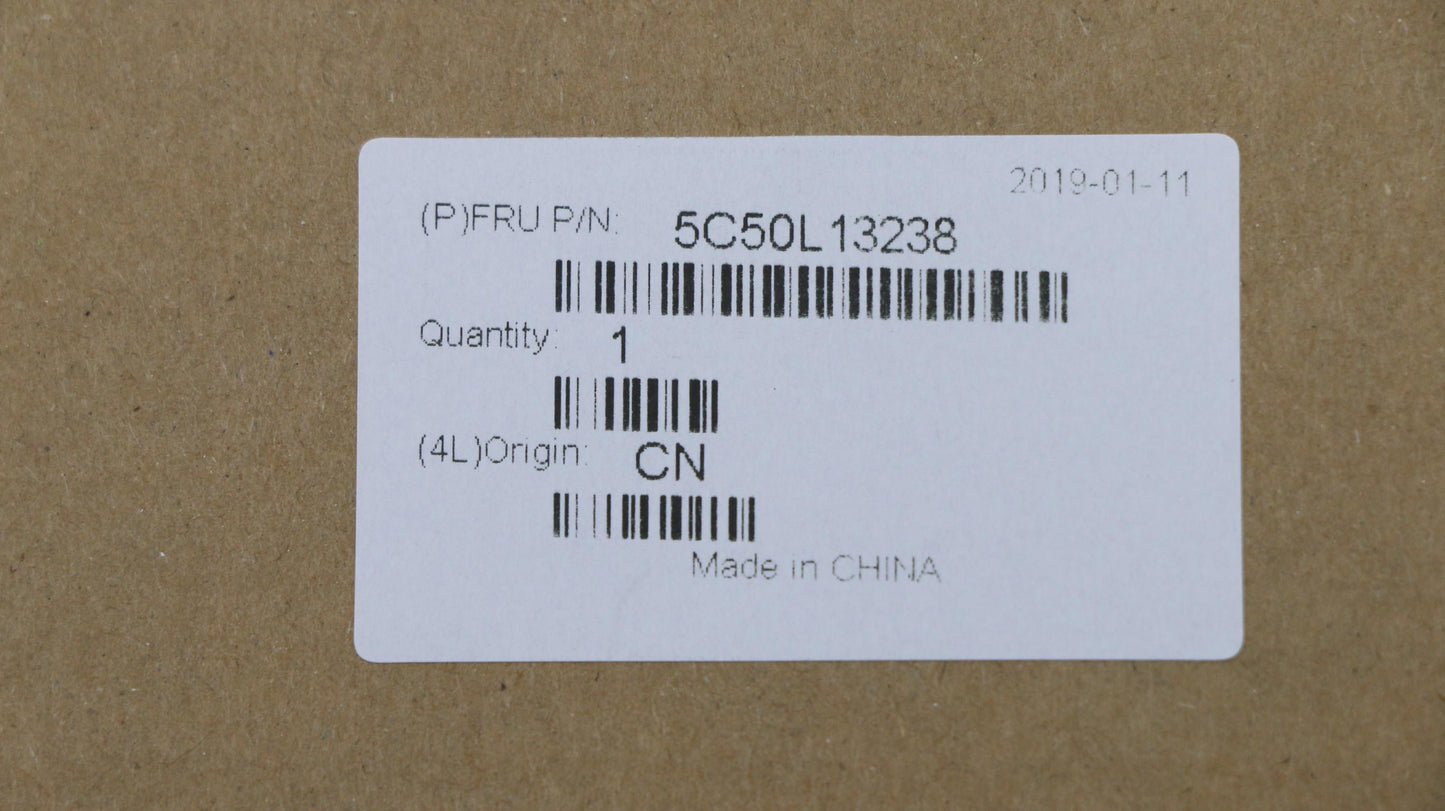 2019-01-11
(P)FRU P/N: 5C50L13238
Quantity: 1
(4L)Origin: CN
Made in CHINA